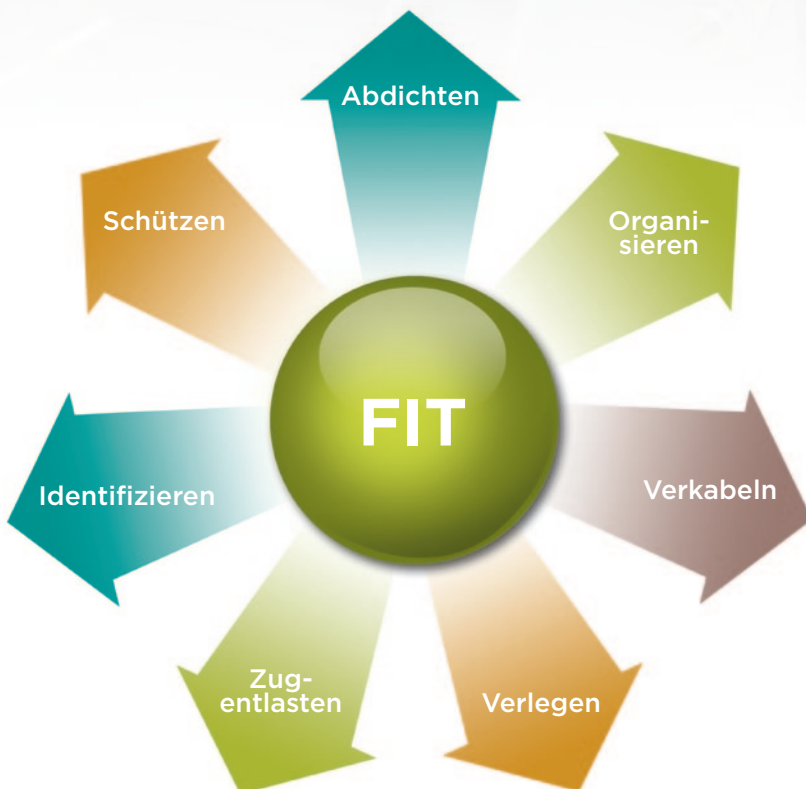 Abdichten
Schützen
Organi-
sieren
FIT
Identifizieren
Verkabeln
Zug-
entlasten
Verlegen